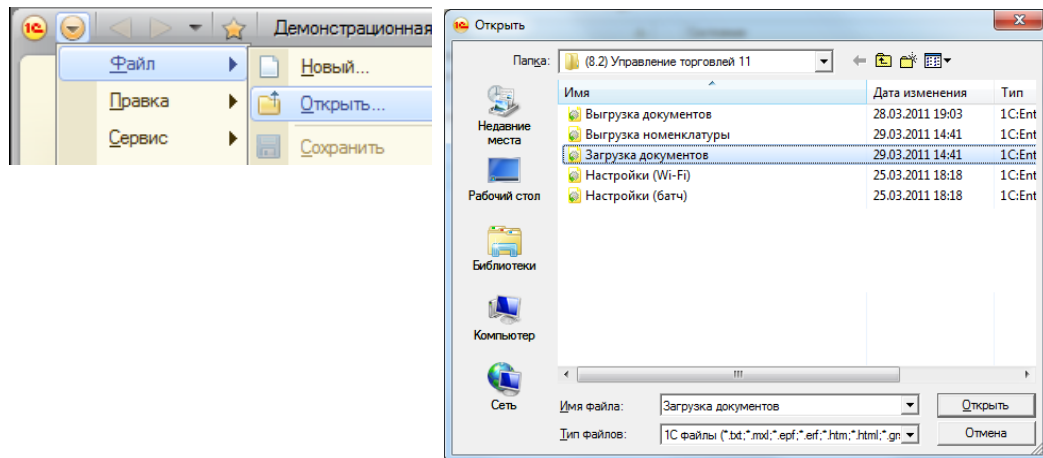 1С
Демонстрационная
Файл
Новый...
Правка
Открыть...
Сервис
Сохранить
1С Открыть
Папка: (8.2) Управление торговлей 11
Имя Дата изменения Тип
Выгрузка документов 28.03.2011 19:03 1C:Ent
Выгрузка номенклатуры 29.03.2011 14:41 1C:Ent
Загрузка документов 29.03.2011 14:41 1C:Ent
Настройки (Wi-Fi) 25.03.2011 18:18 1C:Ent
Настройки (батч) 25.03.2011 18:18 1C:Ent
Недавние
места
Рабочий стол
Библиотеки
Компьютер
Сеть
Имя файла: Загрузка документов Открыть
Тип файлов: 1С файлы (*.txt;*.mxl;*.epf;*.erf;*.htm;*.html;*.gr Отмена